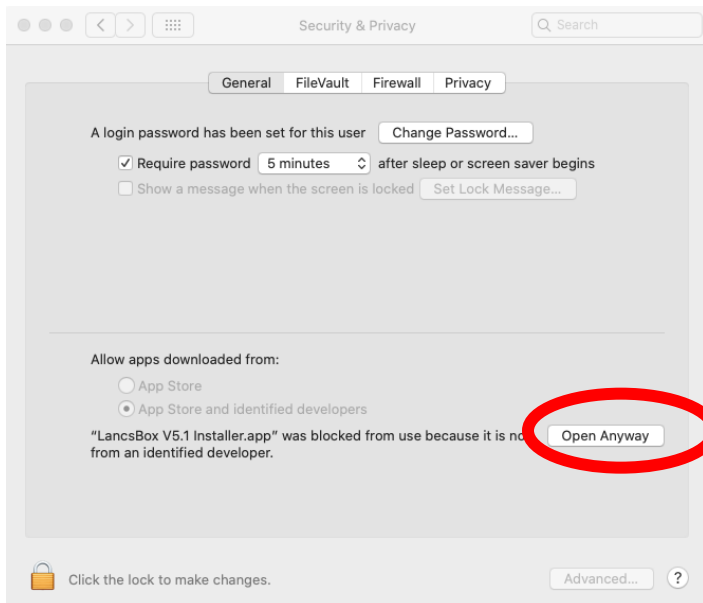 Security & Privacy
Search
General FileVault Firewall Privacy
A login password has been set for this user Change Password...
Require password 5 minutes after sleep or screen saver begins
Show a message when the screen is locked Set Lock Message...
Allow apps downloaded from:
App Store
App Store and identified developers
“LancsBox V5.1 Installer.app” was blocked from use because it is no Open Anyway
from an identified developer.
Click the lock to make changes. Advanced... ?